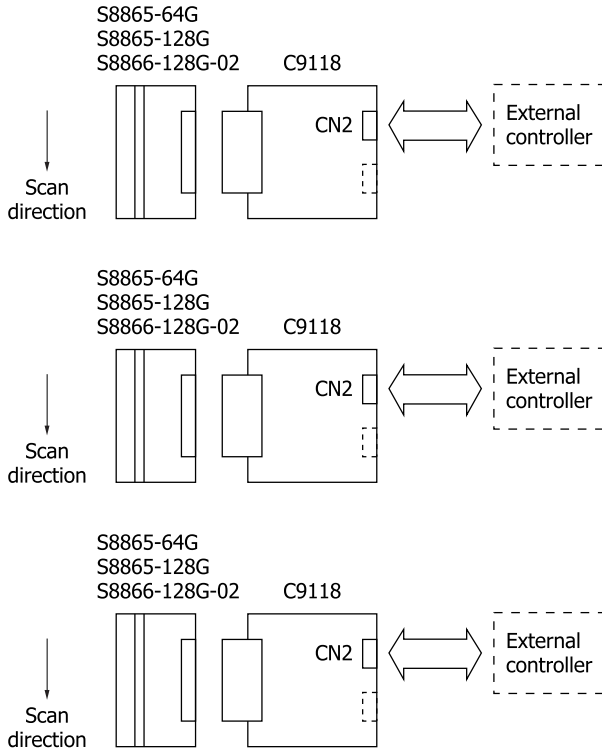 S8865-64G
S8865-128G
S8866-128G-02 C9118
CN2
External
controller
Scan
direction
S8865-64G
S8865-128G
S8866-128G-02 C9118
CN2
External
controller
Scan
direction
S8865-64G
S8865-128G
S8866-128G-02 C9118
CN2
External
controller
Scan
direction